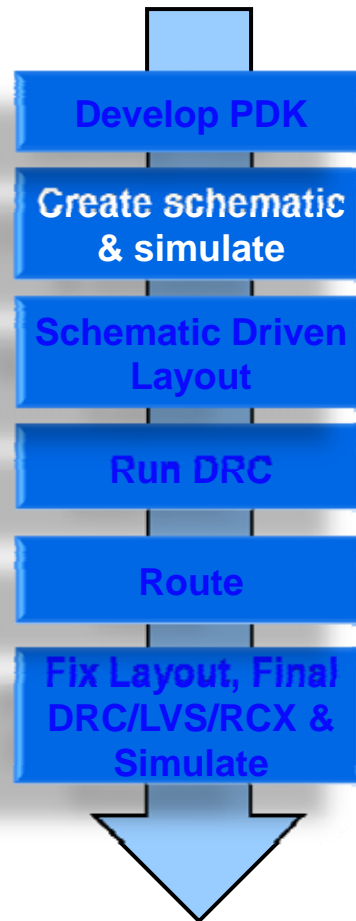 Develop PDK
Create schematic
& simulate
Schematic Driven
Layout
Run DRC
Route
Fix Layout, Final
DRC/LVS/RCX &
Simulate